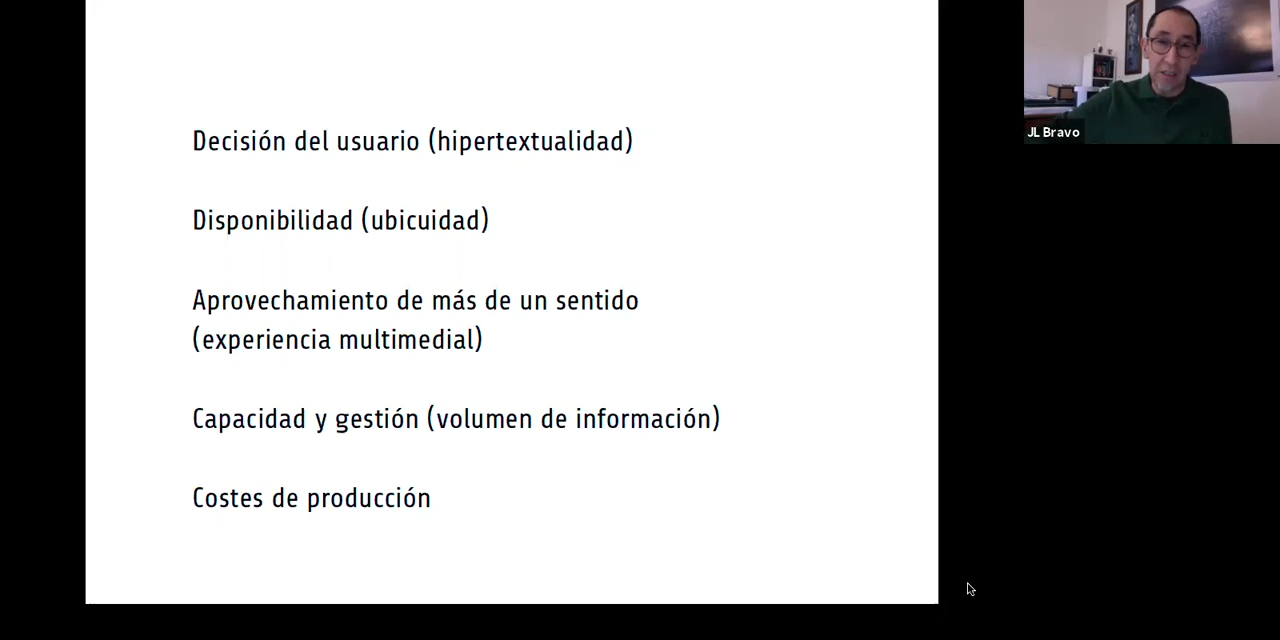 Decisión del usuario (hipertextualidad)
Disponibilidad (ubicuidad)
Aprovechamiento de más de un sentido
(experiencia multimedial)
Capacidad y gestión (volumen de información)
Costes de producción
JL Bravo